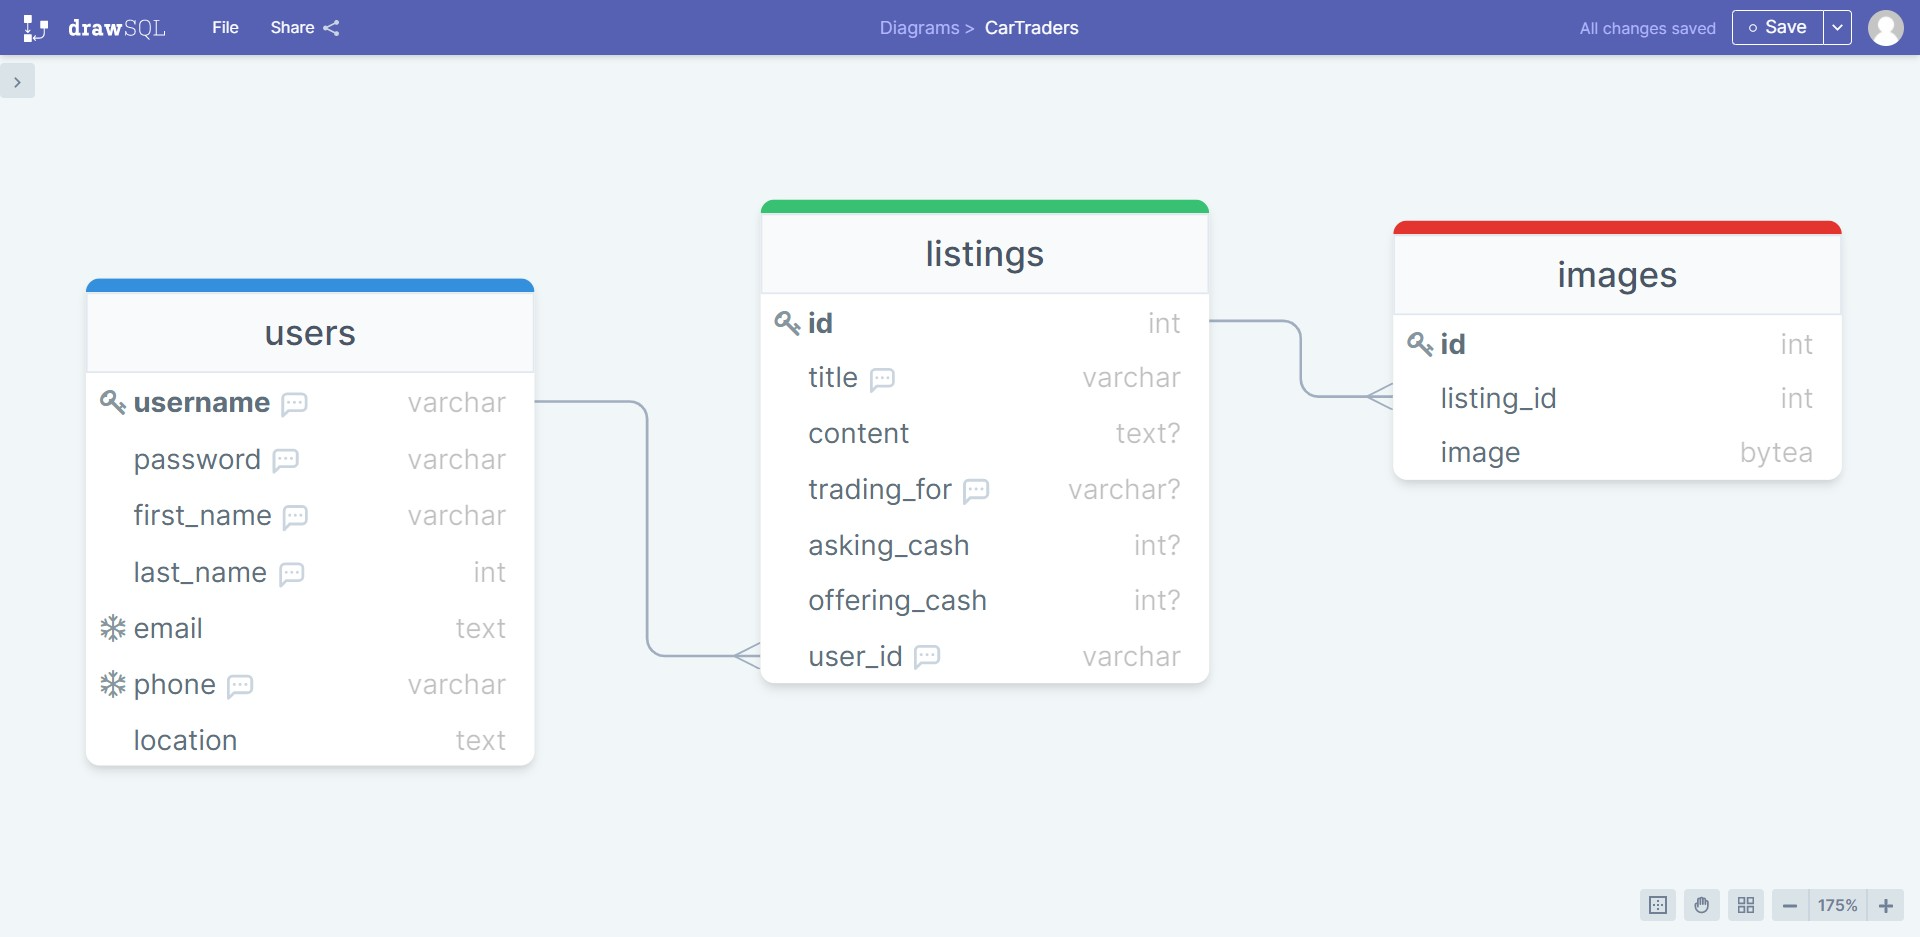 drawSQL File Share Diagrams > CarTraders All changes saved Save
users
username varchar
password varchar
first_name varchar
last_name int
email text
phone varchar
location text
listings
id int
title varchar
content text?
trading_for varchar?
asking_cash int?
offering_cash int?
user_id varchar
images
id int
listing_id int
image bytea
175%